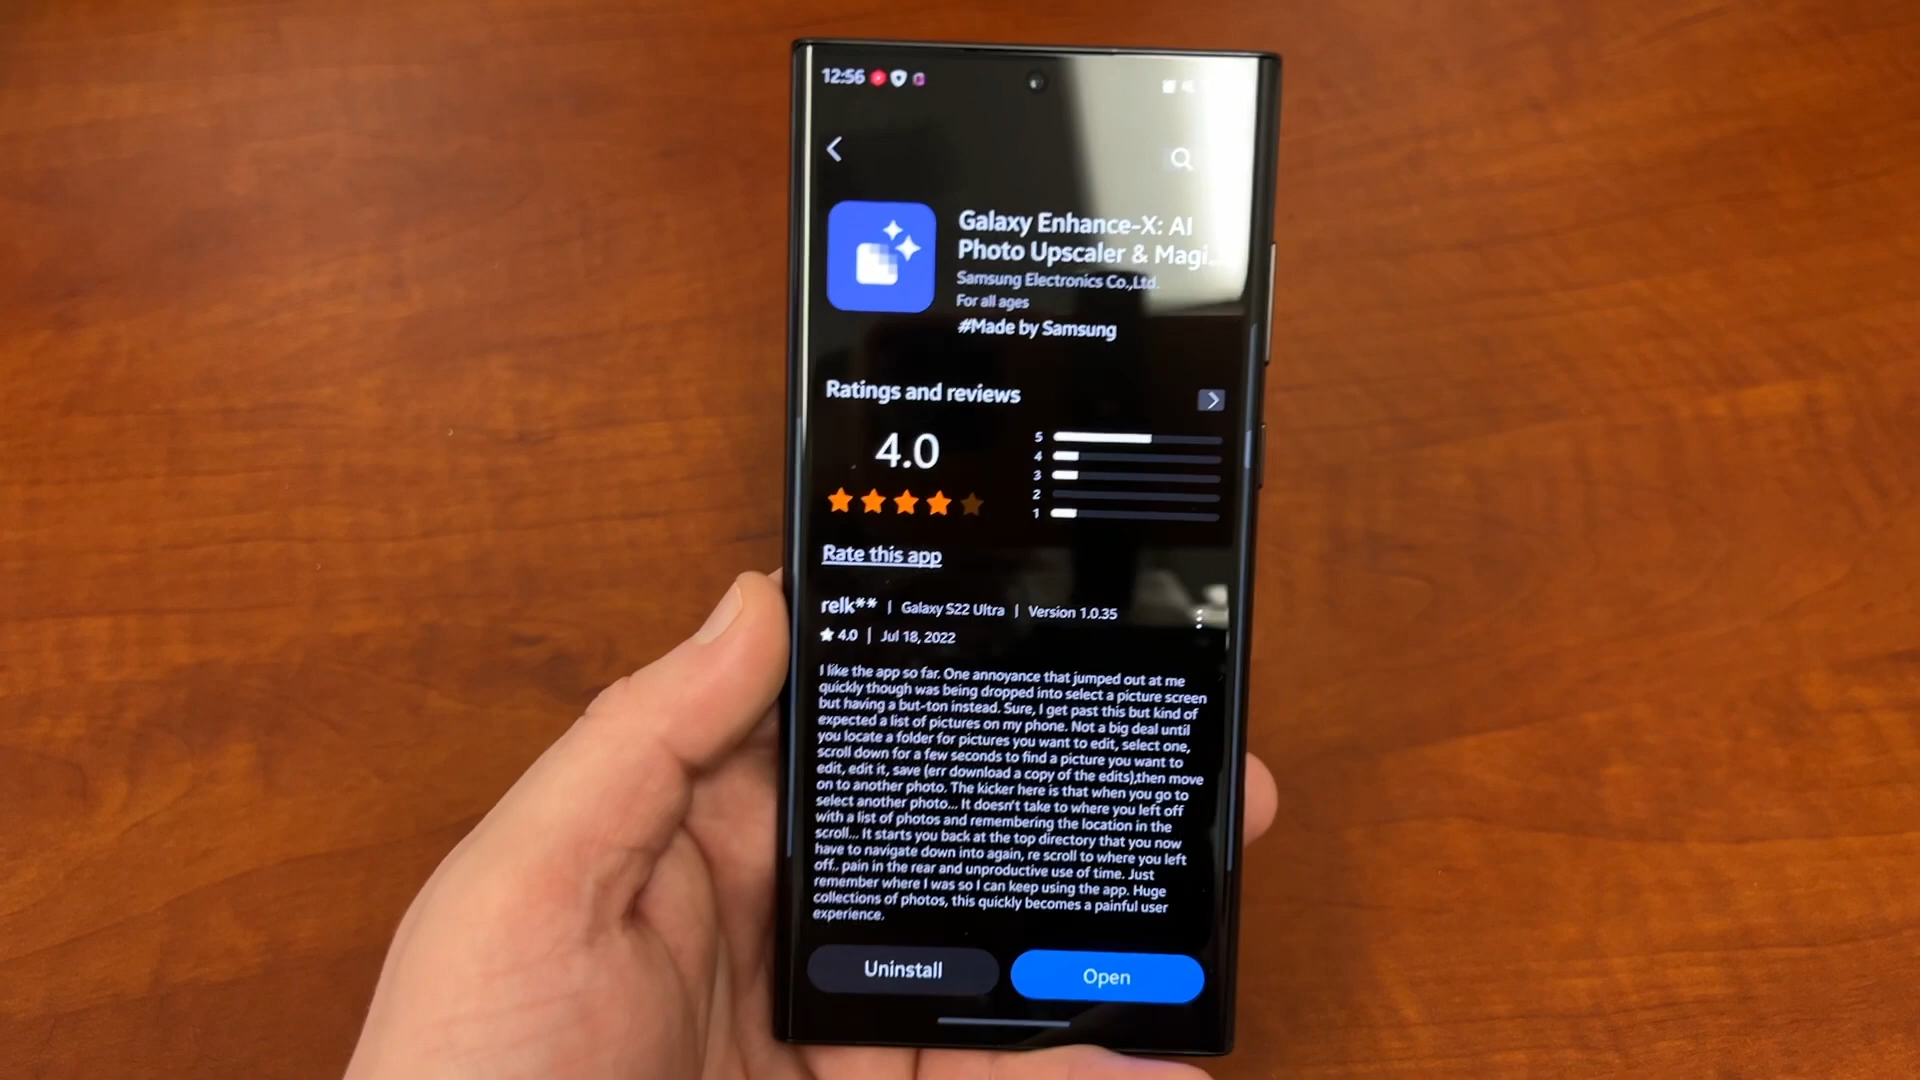 12:56
Galaxy Enhance-X: AI
Photo Upscaler & Magi...
Samsung Electronics Co.,Ltd.
For all ages
#Made by Samsung
Ratings and reviews
4.0
5
4
3
2
1
Rate this app
relk** | Galaxy S22 Ultra | Version 1.0.35
4.0 | Jul 18, 2022
I like the app so far. One annoyance that jumped out at me
quickly though was being dropped into select a picture screen
but having a but-ton instead. Sure, I get past this but kind of
expected a list of pictures on my phone. Not a big deal until
you locate a folder for pictures you want to edit, select one,
scroll down for a few seconds to find a picture you want to
edit, edit it, save (err download a copy of the edits),then move
on to another photo. The kicker here is that when you go to
select another photo... It doesn't take to where you left off
with a list of photos and remembering the location in the
scroll... It starts you back at the top directory that you now
have to navigate down into again, re scroll to where you left
off.. pain in the rear and unproductive use of time. Just
remember where I was so I can keep using the app. Huge
collections of photos, this quickly becomes a painful user
experience.
Uninstall
Open